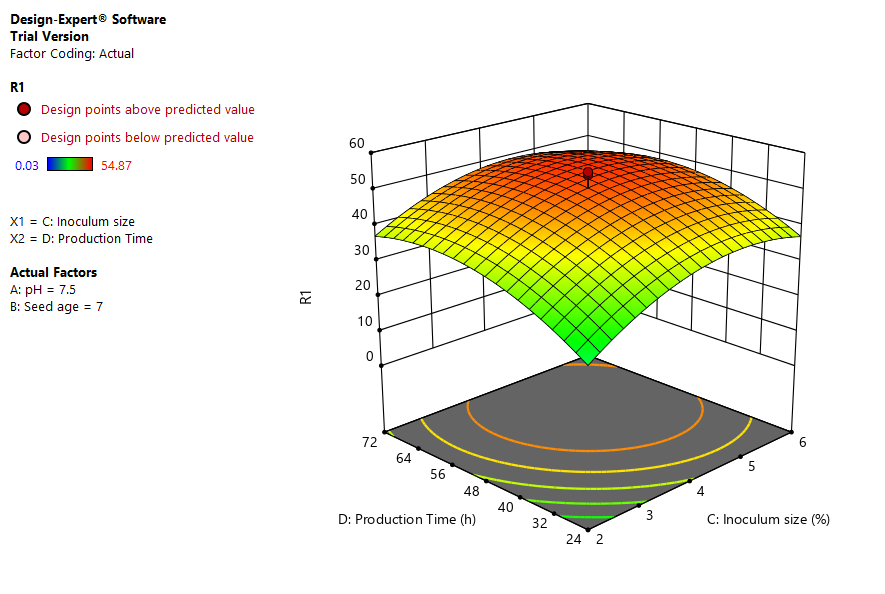 Design-Expert® Software
Trial Version
Factor Coding: Actual
R1
Design points above predicted value
Design points below predicted value
0.03 54.87
X1 = C: Inoculum size
X2 = D: Production Time
Actual Factors
A: pH = 7.5
B: Seed age = 7
60
50
40
30
20
10
0
R1
72
64
56
48
40
32
24
2
3
4
5
6
D: Production Time (h)
C: Inoculum size (%)